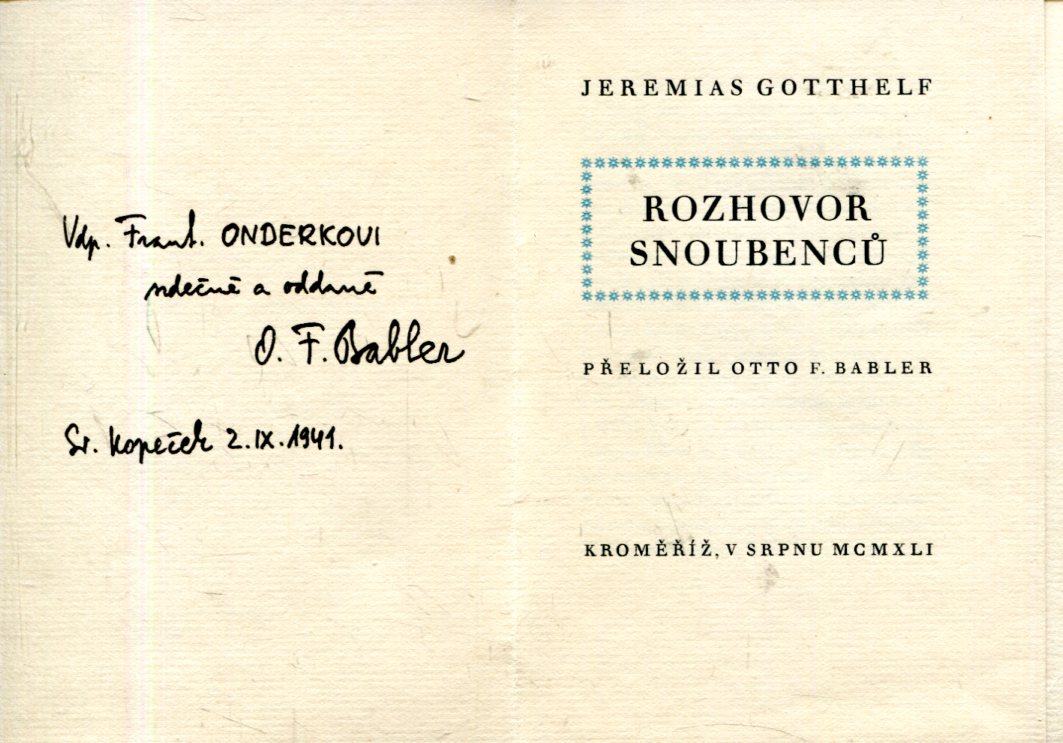 Vdp. Frant. ONDERKOVI
srdečně a oddaně
O. F. Babler
Sv. Kopeček 2.IX.1941.
JEREMIAS GOTTHELF
ROZHOVOR
SNOUBENCŮ
PŘELOŽIL OTTO F. BABLER
KROMĚŘÍŽ, V SRPNU MCMXLI